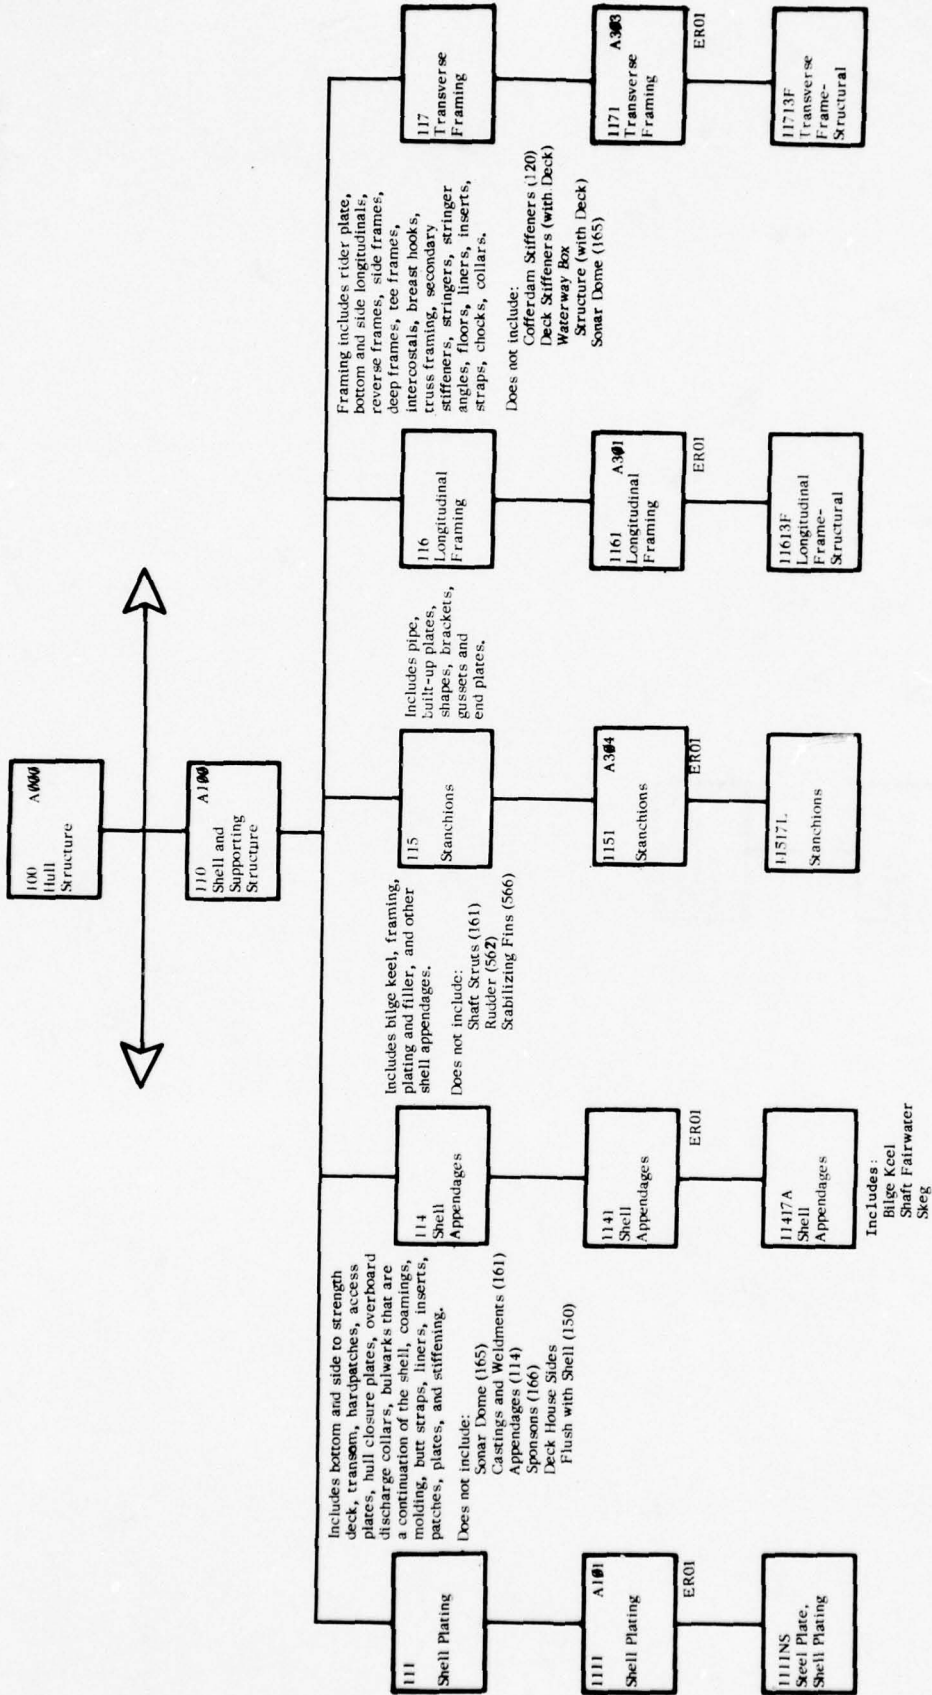 100 A000
Hull
Structure
110 A100
Shell and
Supporting
Structure
111
Shell Plating
1111 A101
Shell Plating
ER01
1111NS
Steel Plate,
Shell Plating
Includes bottom and side to strength
deck, transom, hardpatches, access
plates, hull closure plates, overboard
discharge collars, bulwarks that are
a continuation of the shell, coamings,
molding, butt straps, liners, inserts,
patches, plates, and stiffening.
Does not include:
Sonar Dome (165)
Castings and Weldments (161)
Appendages (114)
Sponsons (166)
Deck House Sides
Flush with Shell (150)
114
Shell
Appendages
1141
Shell
Appendages
ER01
11417A
Shell
Appendages
Includes:
Bilge Keel
Shaft Fairwater
Skeg
Includes bilge keel, framing,
plating and filler, and other
shell appendages.
Does not include:
Shaft Struts (161)
Rudder (562)
Stabilizing Fins (566)
115
Stanchions
1151 A304
Stanchions
ER01
11517L
Stanchions
Includes pipe,
built-up plates,
shapes, brackets,
gussets and
end plates.
116
Longitudinal
Framing
1161 A301
Longitudinal
Framing
ER01
11613F
Longitudinal
Frame-
Structural
Framing includes rider plate,
bottom and side longitudinals,
reverse frames, side frames,
deep frames, tee frames,
intercostals, breast hooks,
truss framing, secondary
stiffeners, stringers, stringer
angles, floors, liners, inserts,
straps, chocks, collars.
Does not include:
Cofferdam Stiffeners (120)
Deck Stiffeners (with Deck)
Waterway Box
Structure (with Deck)
Sonar Dome (165)
117
Transverse
Framing
1171 A303
Transverse
Framing
ER01
11713F
Transverse
Frame-
Structural